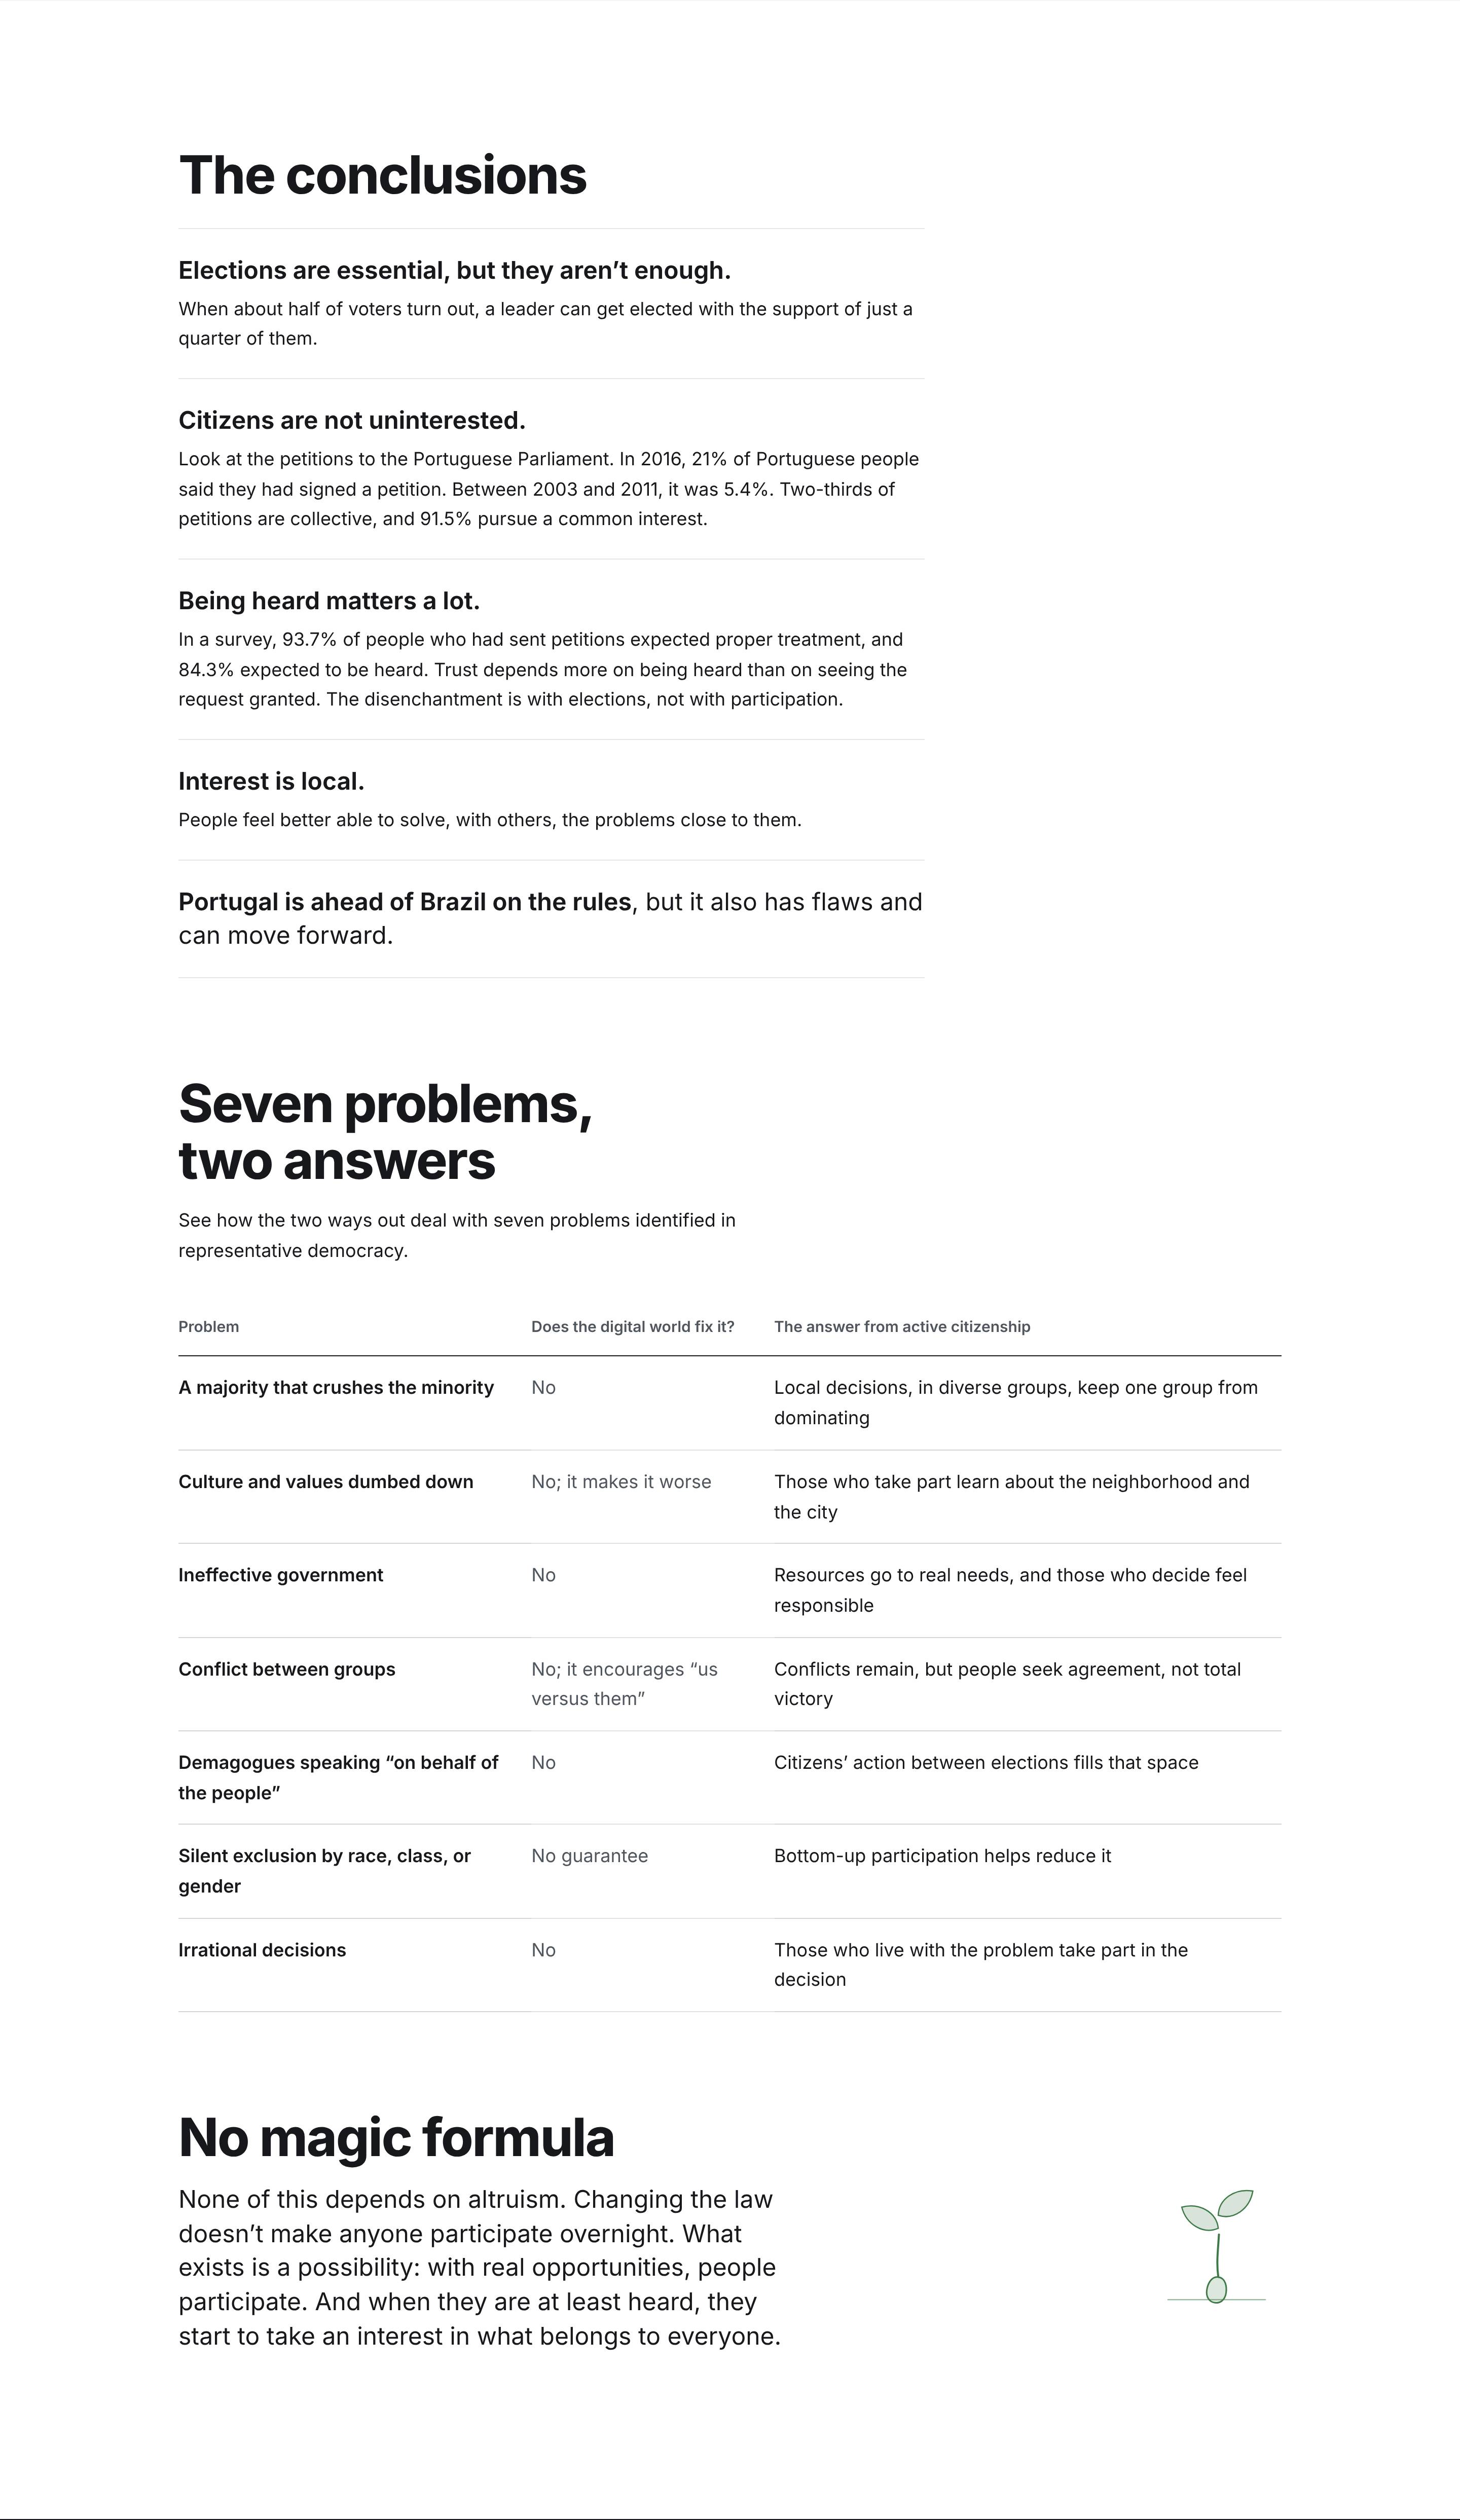 The conclusions
Elections are essential, but they aren’t enough.
When about half of voters turn out, a leader can get elected with the support of just a
quarter of them.
Citizens are not uninterested.
Look at the petitions to the Portuguese Parliament. In 2016, 21% of Portuguese people
said they had signed a petition. Between 2003 and 2011, it was 5.4%. Two-thirds of
petitions are collective, and 91.5% pursue a common interest.
Being heard matters a lot.
In a survey, 93.7% of people who had sent petitions expected proper treatment, and
84.3% expected to be heard. Trust depends more on being heard than on seeing the
request granted. The disenchantment is with elections, not with participation.
Interest is local.
People feel better able to solve, with others, the problems close to them.
Portugal is ahead of Brazil on the rules, but it also has flaws and
can move forward.
Seven problems,
two answers
See how the two ways out deal with seven problems identified in
representative democracy.
Problem Does the digital world fix it? The answer from active citizenship
A majority that crushes the minority No Local decisions, in diverse groups, keep one group from
dominating
Culture and values dumbed down No; it makes it worse Those who take part learn about the neighborhood and
the city
Ineffective government No Resources go to real needs, and those who decide feel
responsible
Conflict between groups No; it encourages “us Conflicts remain, but people seek agreement, not total
versus them” victory
Demagogues speaking “on behalf of No Citizens’ action between elections fills that space
the people”
Silent exclusion by race, class, or No guarantee Bottom-up participation helps reduce it
gender
Irrational decisions No Those who live with the problem take part in the
decision
No magic formula
None of this depends on altruism. Changing the law
doesn’t make anyone participate overnight. What
exists is a possibility: with real opportunities, people
participate. And when they are at least heard, they
start to take an interest in what belongs to everyone.